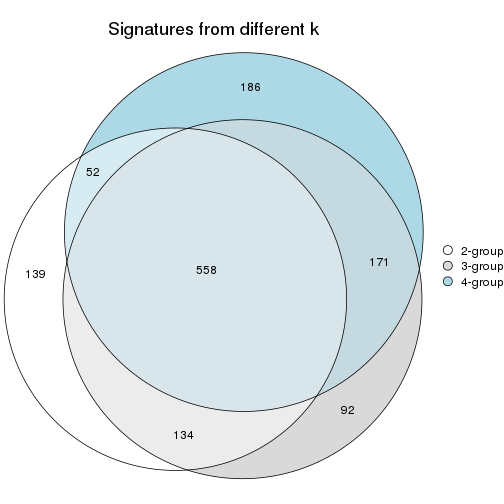 Signatures from different k
186
52
139
558
171
2-group
3-group
4-group
92
134